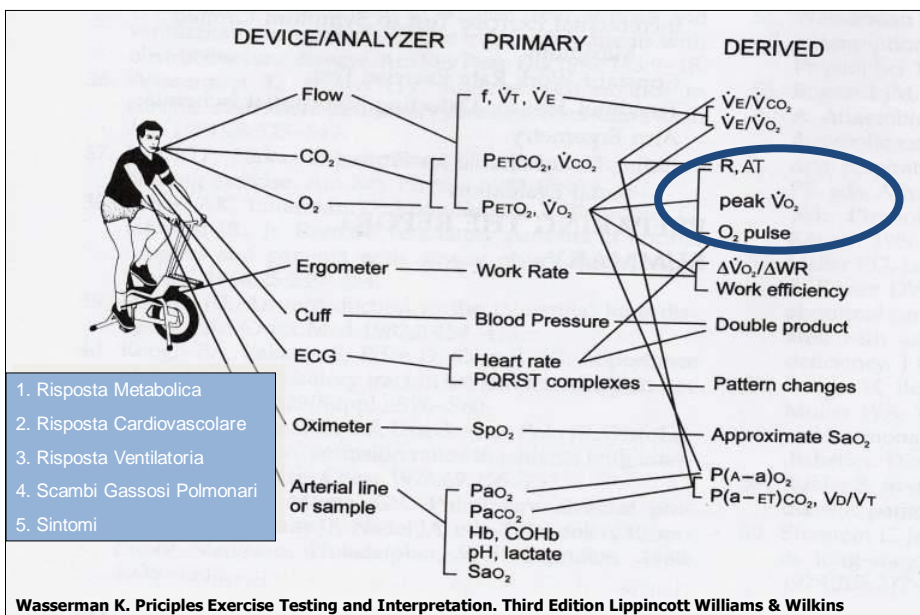 DEVICE/ANALYZER PRIMARY DERIVED
Flow f, V̇T, V̇E V̇E/V̇CO₂
V̇E/V̇O₂
CO₂ PETCO₂, V̇CO₂ R, AT
O₂ PETO₂, V̇O₂ peak V̇O₂
O₂ pulse
Ergometer Work Rate ΔV̇O₂/ΔWR
Work efficiency
Cuff Blood Pressure Double product
ECG Heart rate
PQRST complexes Pattern changes
Oximeter SpO₂ Approximate SaO₂
Arterial line
or sample
PaO₂ P(A–a)O₂
PaCO₂ P(a–ET)CO₂, VD/VT
Hb, COHb
pH, lactate
SaO₂
1. Risposta Metabolica
2. Risposta Cardiovascolare
3. Risposta Ventilatoria
4. Scambi Gassosi Polmonari
5. Sintomi
Wasserman K. Priciples Exercise Testing and Interpretation. Third Edition Lippincott Williams & Wilkins